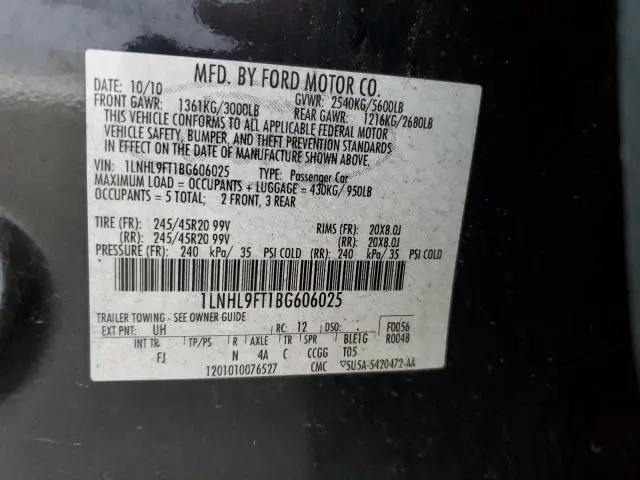 MFD. BY FORD MOTOR CO.
DATE: 10/10 GVWR: 2540KG/5600LB
FRONT GAWR: 1361KG/3000LB REAR GAWR: 1216KG/2680LB
THIS VEHICLE CONFORMS TO ALL APPLICABLE FEDERAL MOTOR
VEHICLE SAFETY, BUMPER, AND THEFT PREVENTION STANDARDS
IN EFFECT ON THE DATE OF MANUFACTURE SHOWN ABOVE.
VIN: 1LNHL9FT1BG606025 TYPE: Passenger Car
MAXIMUM LOAD = OCCUPANTS + LUGGAGE = 430KG/950LB
OCCUPANTS = 5 TOTAL; 2 FRONT, 3 REAR
TIRE (FR): 245/45R20 99V RIMS (FR): 20X8.0J
(RR): 245/45R20 99V (RR): 20X8.0J
PRESSURE (FR): 240 kPa/ 35 PSI COLD (RR): 240 kPa/ 35 PSI COLD
1LNHL9FT1BG606025
TRAILER TOWING - SEE OWNER GUIDE
EXT PNT: UH RC: 12 DSO: F0056
INT TR TP/PS R AXLE TR SPR BLE1G R0048
FJ N 4A C CCGG T05
1201010076527 CMC 5U5A-5420472-AA